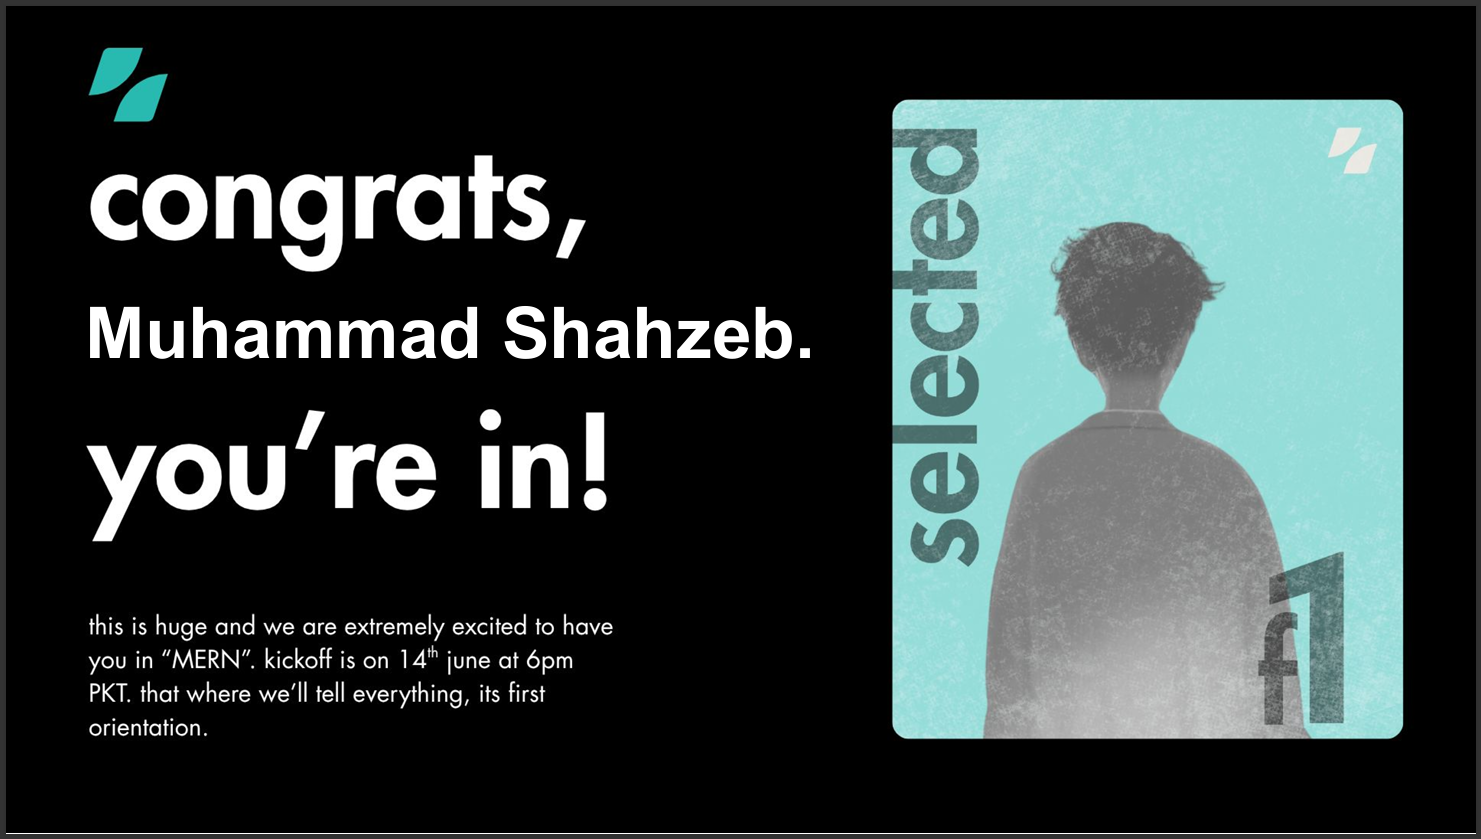 congrats,
Muhammad Shahzeb.
you’re in!
this is huge and we are extremely excited to have
you in “MERN”. kickoff is on 14th june at 6pm
PKT. that where we’ll tell everything, its first
orientation.
selected
f1